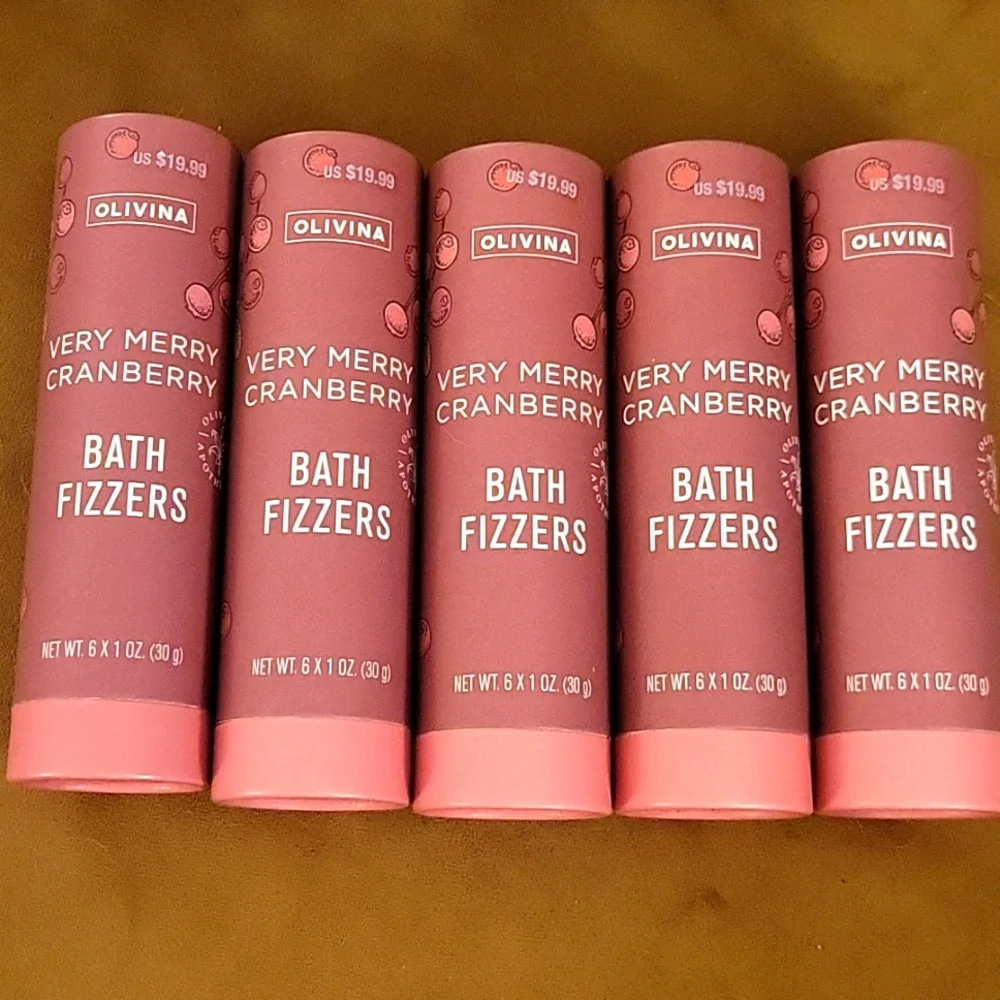 US $19.99
OLIVINA
VERY MERRY
CRANBERRY
BATH
FIZZERS
NET WT. 6 X 1 OZ. (30 g)
US $19.99
OLIVINA
VERY MERRY
CRANBERRY
BATH
FIZZERS
NET WT. 6 X 1 OZ. (30 g)
US $19.99
OLIVINA
VERY MERRY
CRANBERRY
BATH
FIZZERS
NET WT. 6 X 1 OZ. (30 g)
US $19.99
OLIVINA
VERY MERRY
CRANBERRY
BATH
FIZZERS
NET WT. 6 X 1 OZ. (30 g)
US $19.99
OLIVINA
VERY MERRY
CRANBERRY
BATH
FIZZERS
NET WT. 6 X 1 OZ. (30 g)